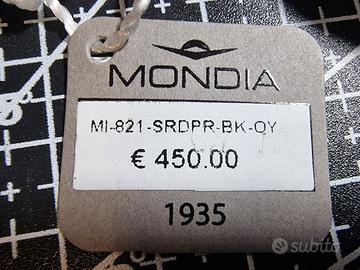 MONDIA
MI-821-SRDPR-BK-OY
€ 450.00
1935
subito